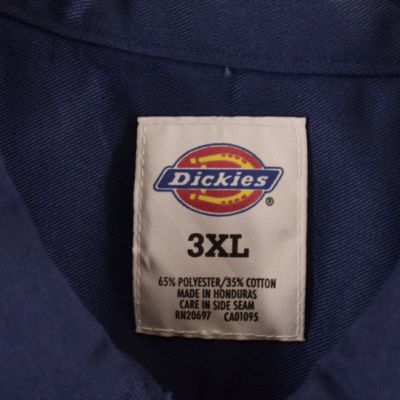 Dickies
®
3XL
65% POLYESTER/35% COTTON
MADE IN HONDURAS
CARE IN SIDE SEAM
RN20697 CA01095